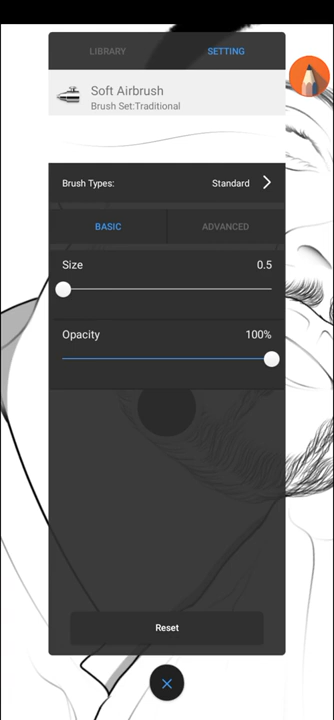 LIBRARY SETTING
Soft Airbrush
Brush Set:Traditional
Brush Types: Standard
BASIC ADVANCED
Size 0.5
Opacity 100%
Reset